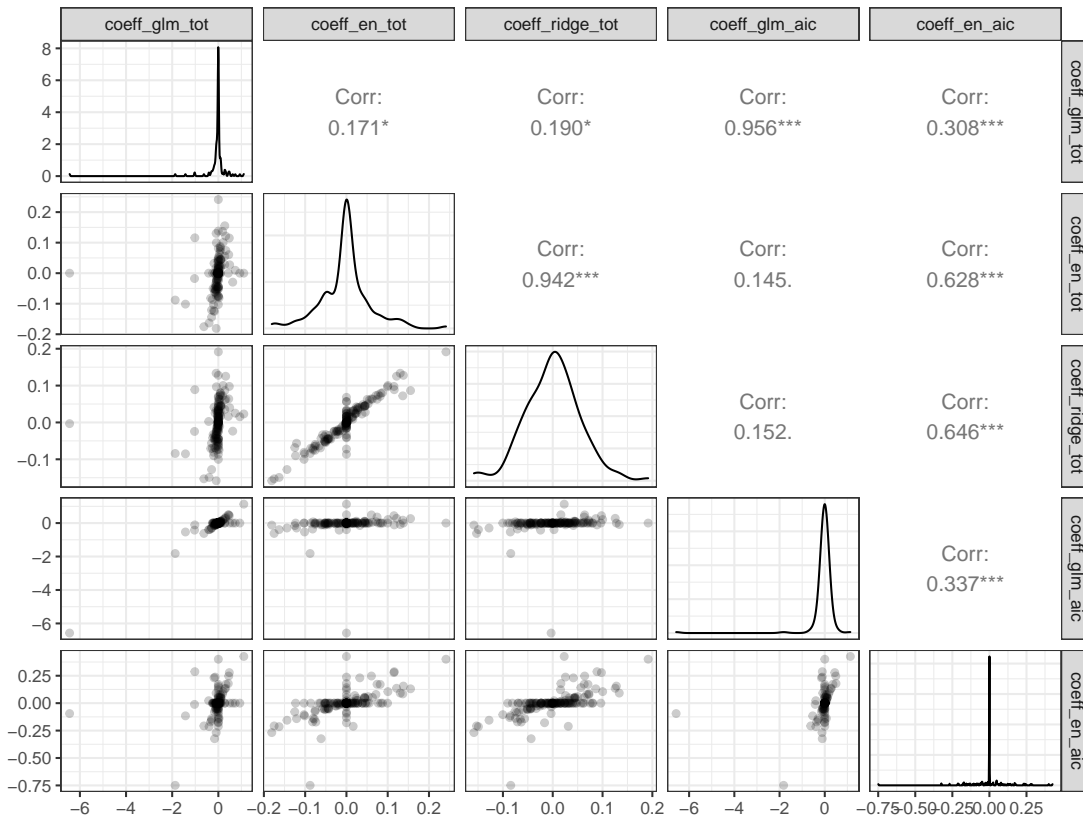 coeff_glm_tot coeff_en_tot coeff_ridge_tot coeff_glm_aic coeff_en_aic
8
6
4
2
0
Corr:
0.171*
Corr:
0.190*
Corr:
0.956***
Corr:
0.308***
coeff_glm_tot
0.2
0.1
0.0
−0.1
−0.2
Corr:
0.942***
Corr:
0.145.
Corr:
0.628***
coeff_en_tot
0.2
0.1
0.0
−0.1
Corr:
0.152.
Corr:
0.646***
coeff_ridge_tot
0
−2
−4
−6
Corr:
0.337***
coeff_glm_aic
0.25
0.00
−0.25
−0.50
−0.75
coeff_en_aic
−6 −4 −2 0 −0.1 0.0 0.1 0.2 −0.1 0.0 0.1 0.2 −6 −4 −2 0 −0.75 −0.50 −0.25 0.00 0.25